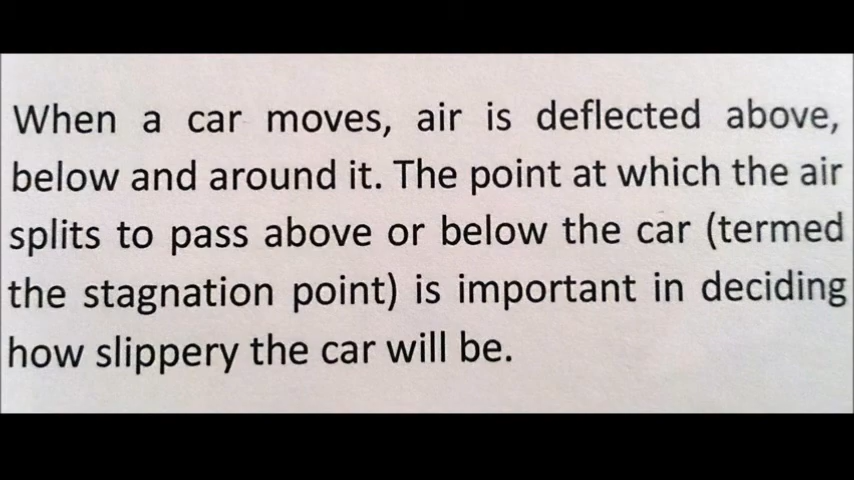 When a car moves, air is deflected above,
below and around it. The point at which the air
splits to pass above or below the car (termed
the stagnation point) is important in deciding
how slippery the car will be.